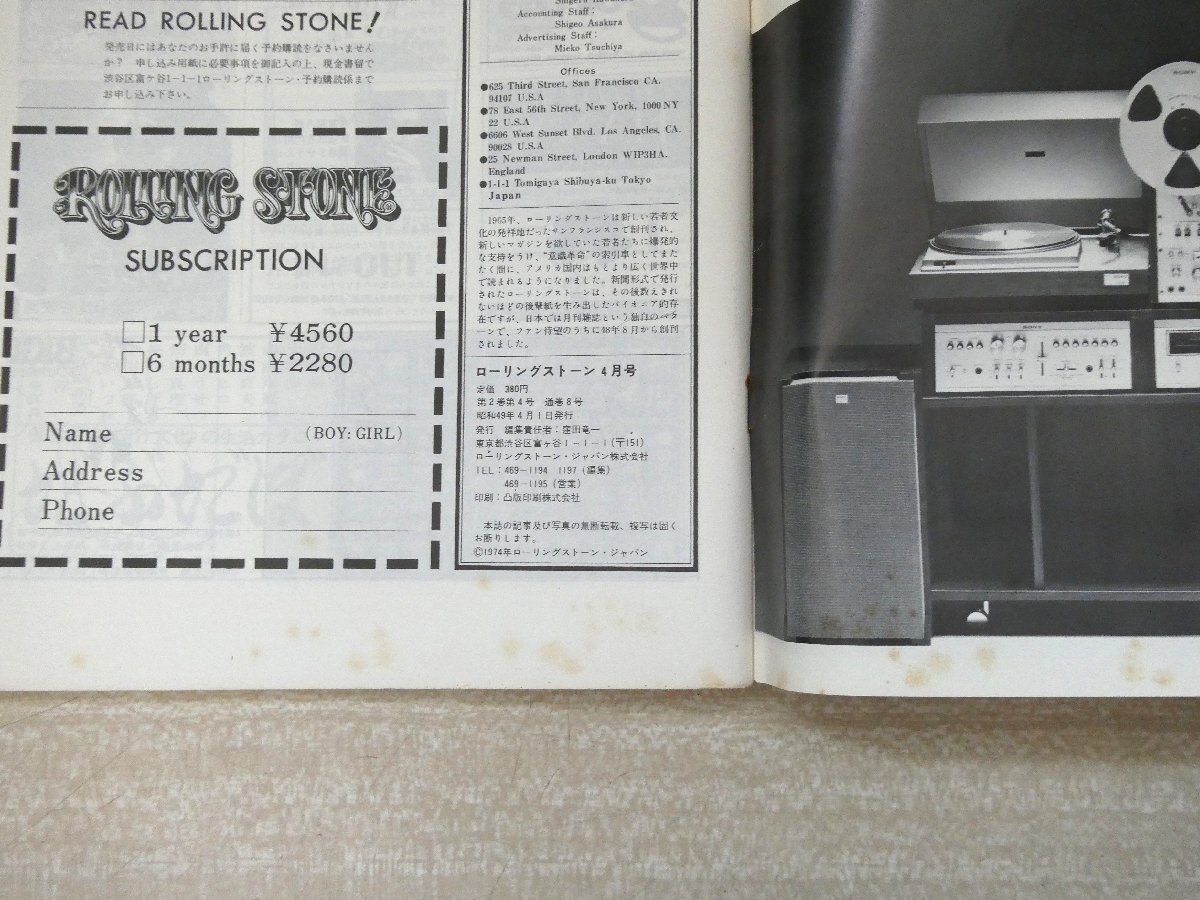 READ ROLLING STONE!
発売日にはあなたのお手許に届く予約購読をなさいません
か？ 申し込み用紙に必要事項を御記入の上、現金書留で
渋谷区富ケ谷1-1-1ローリングストーン・予約購読係まで
お申し込み下さい。
ROLLING STONE
SUBSCRIPTION
□1 year ¥4560
□6 months ¥2280
Name (BOY: GIRL)
Address
Phone
Accounting Staff:
Shigeo Asakura
Advertising Staff:
Mieko Tsuchiya
Offices
●625 Third Street, San Francisco CA.
94107 U.S.A
●78 East 56th Street, New York, 1000 NY
22 U.S.A
●6606 West Sunset Blvd. Los Angeles, CA.
90028 U.S.A
●25 Newman Street, London WIP3HA.
England
●1-1-1 Tomigaya Shibuya-ku Tokyo
Japan
1965年、ローリングストーンは新しい若者文
化の発祥地だったサンフランシスコで創刊され、
新しいマガジンを欲していた若者たちに爆発的
な支持をうけ、“意識革命”の索引車としてまた
たく間に、アメリカ国内はもとより広く世界中
で読まれるようになりました。新聞形式で発行
されたローリングストーンは、その後数えきれ
ないほどの後輩紙を生み出したパイオニア的存
在ですが、日本では月刊雑誌という独自のパタ
ーンで、ファン待望のうちに48年8月から創刊
されました。
ローリングストーン 4月号
定価 380円
第2巻第4号 通巻8号
昭和49年4月1日発行
発行 編集責任者：窪田竜一
東京都渋谷区富ヶ谷1−1−1(〒151)
ローリングストーン・ジャパン株式会社
TEL：469-1194 1197（編集）
469-1195（営業）
印刷：凸版印刷株式会社
本誌の記事及び写真の無断転載、複写は固く
お断りします。
©1974年ローリングストーン・ジャパン
SONY
SONY